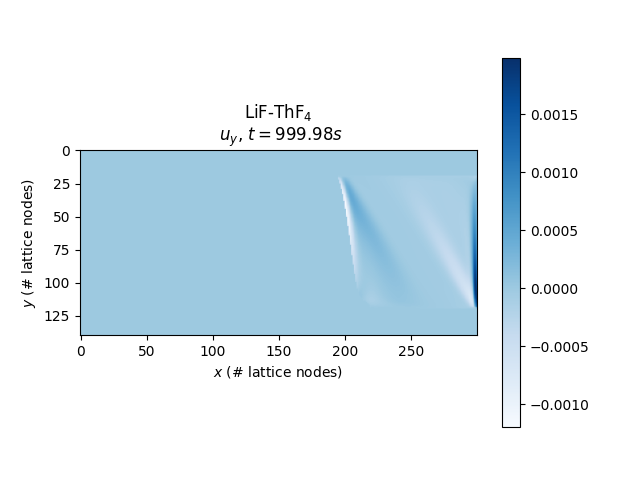 LiF-ThF₄
u_y, t = 999.98s
0
25
50
75
100
125
y (# lattice nodes)
0 50 100 150 200 250
x (# lattice nodes)
0.0015
0.0010
0.0005
0.0000
−0.0005
−0.0010